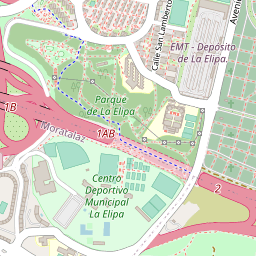 Calle San Lamberto
Avenid
EMT - Depósito
de La Elipa.
Parque
de La Elipa
1B
Moratalaz
1AB
2
Centro
Deportivo
Municipal
La Elipa